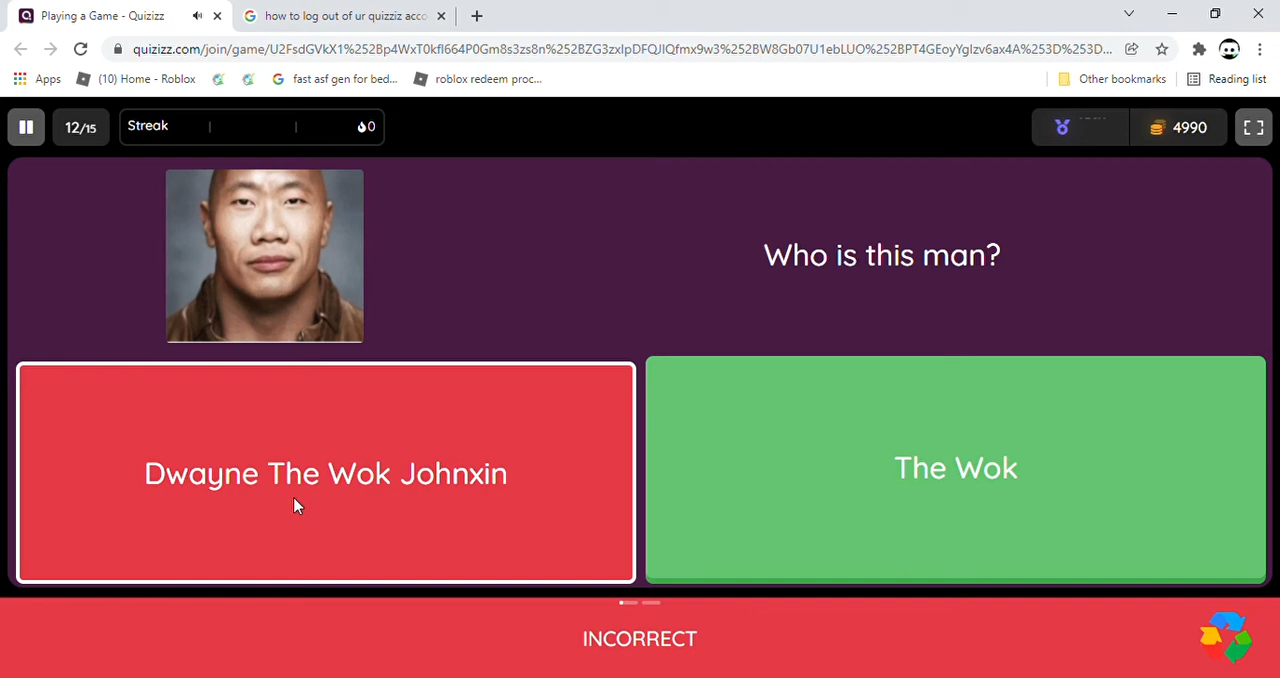 Playing a Game - Quizizz
how to log out of ur quizziz acco
quizizz.com/join/game/U2FsdGVkX1%252Bp4WxT0kfl664P0Gm8s3zs8n%252BZG3zxlpDFQJIQfmx9w3%252BW8Gb07U1ebLUO%252BPT4GEoyYglzv6ax4A%253D%253D...
Apps
(10) Home - Roblox
fast asf gen for bed...
roblox redeem proc...
Other bookmarks
Reading list
12/15
Streak
0
4990
Who is this man?
Dwayne The Wok Johnxin
The Wok
INCORRECT